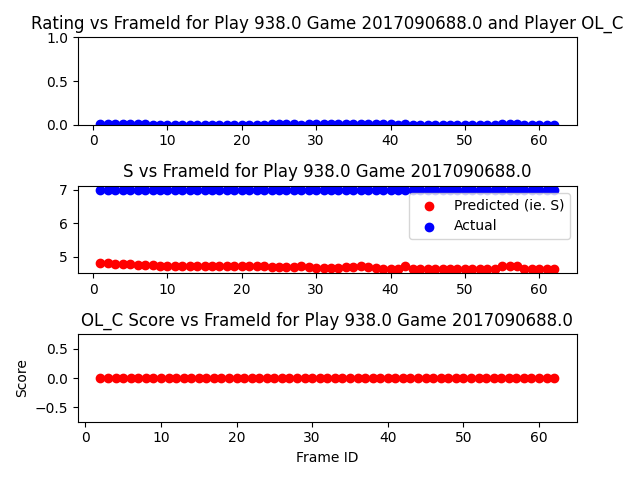 Rating vs FrameId for Play 938.0 Game 2017090688.0 and Player OL_C
1.0
0.5
0.0
0 10 20 30 40 50 60
S vs FrameId for Play 938.0 Game 2017090688.0
7
6
5
Predicted (ie. S)
Actual
0 10 20 30 40 50 60
OL_C Score vs FrameId for Play 938.0 Game 2017090688.0
Score
0.5
0.0
−0.5
0 10 20 30 40 50 60
Frame ID